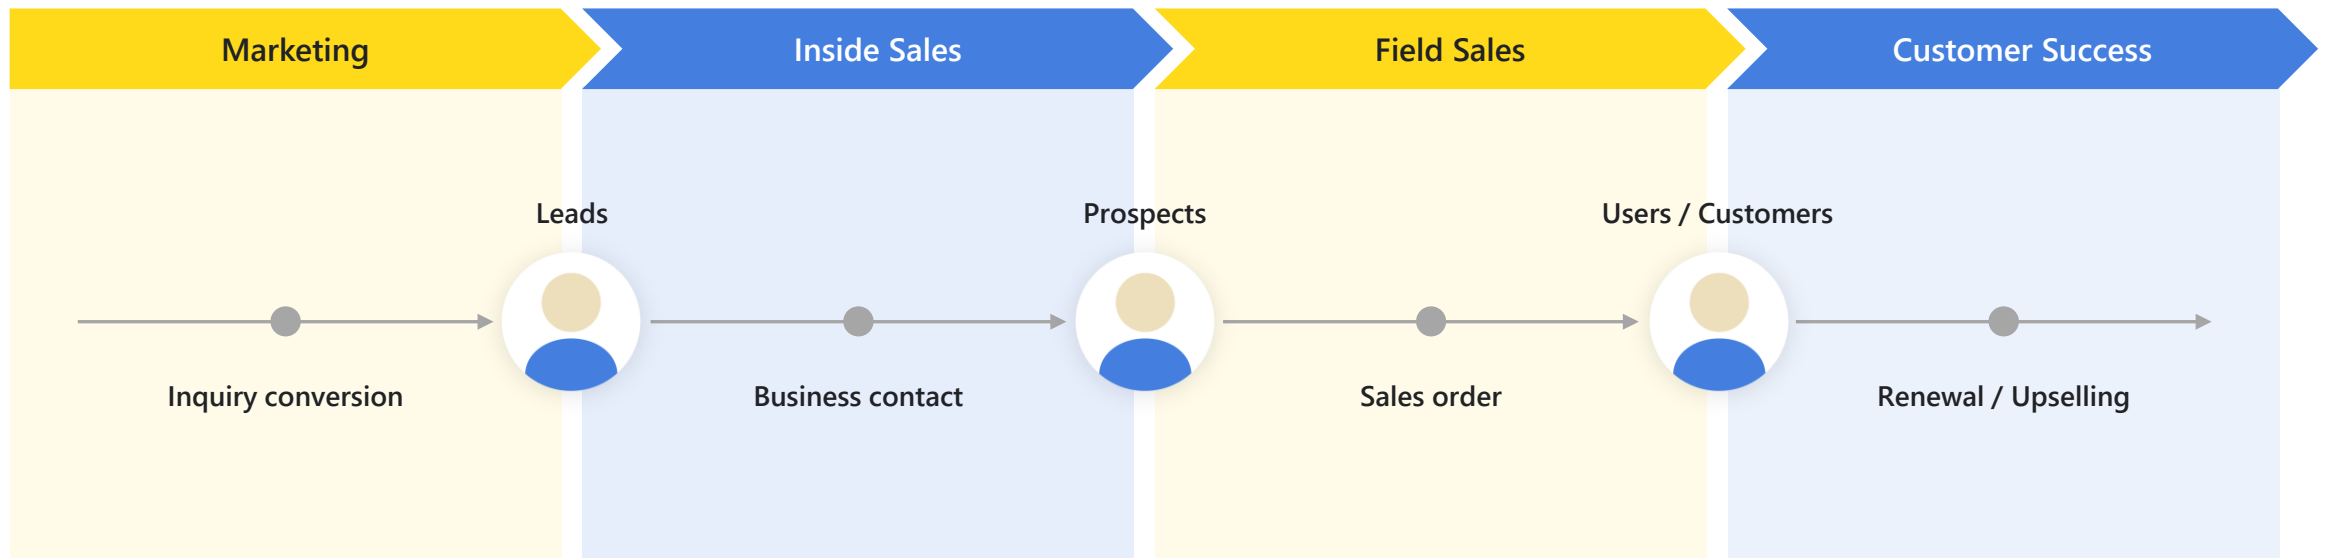 Marketing
Inside Sales
Field Sales
Customer Success
Leads
Prospects
Users / Customers
Inquiry conversion
Business contact
Sales order
Renewal / Upselling